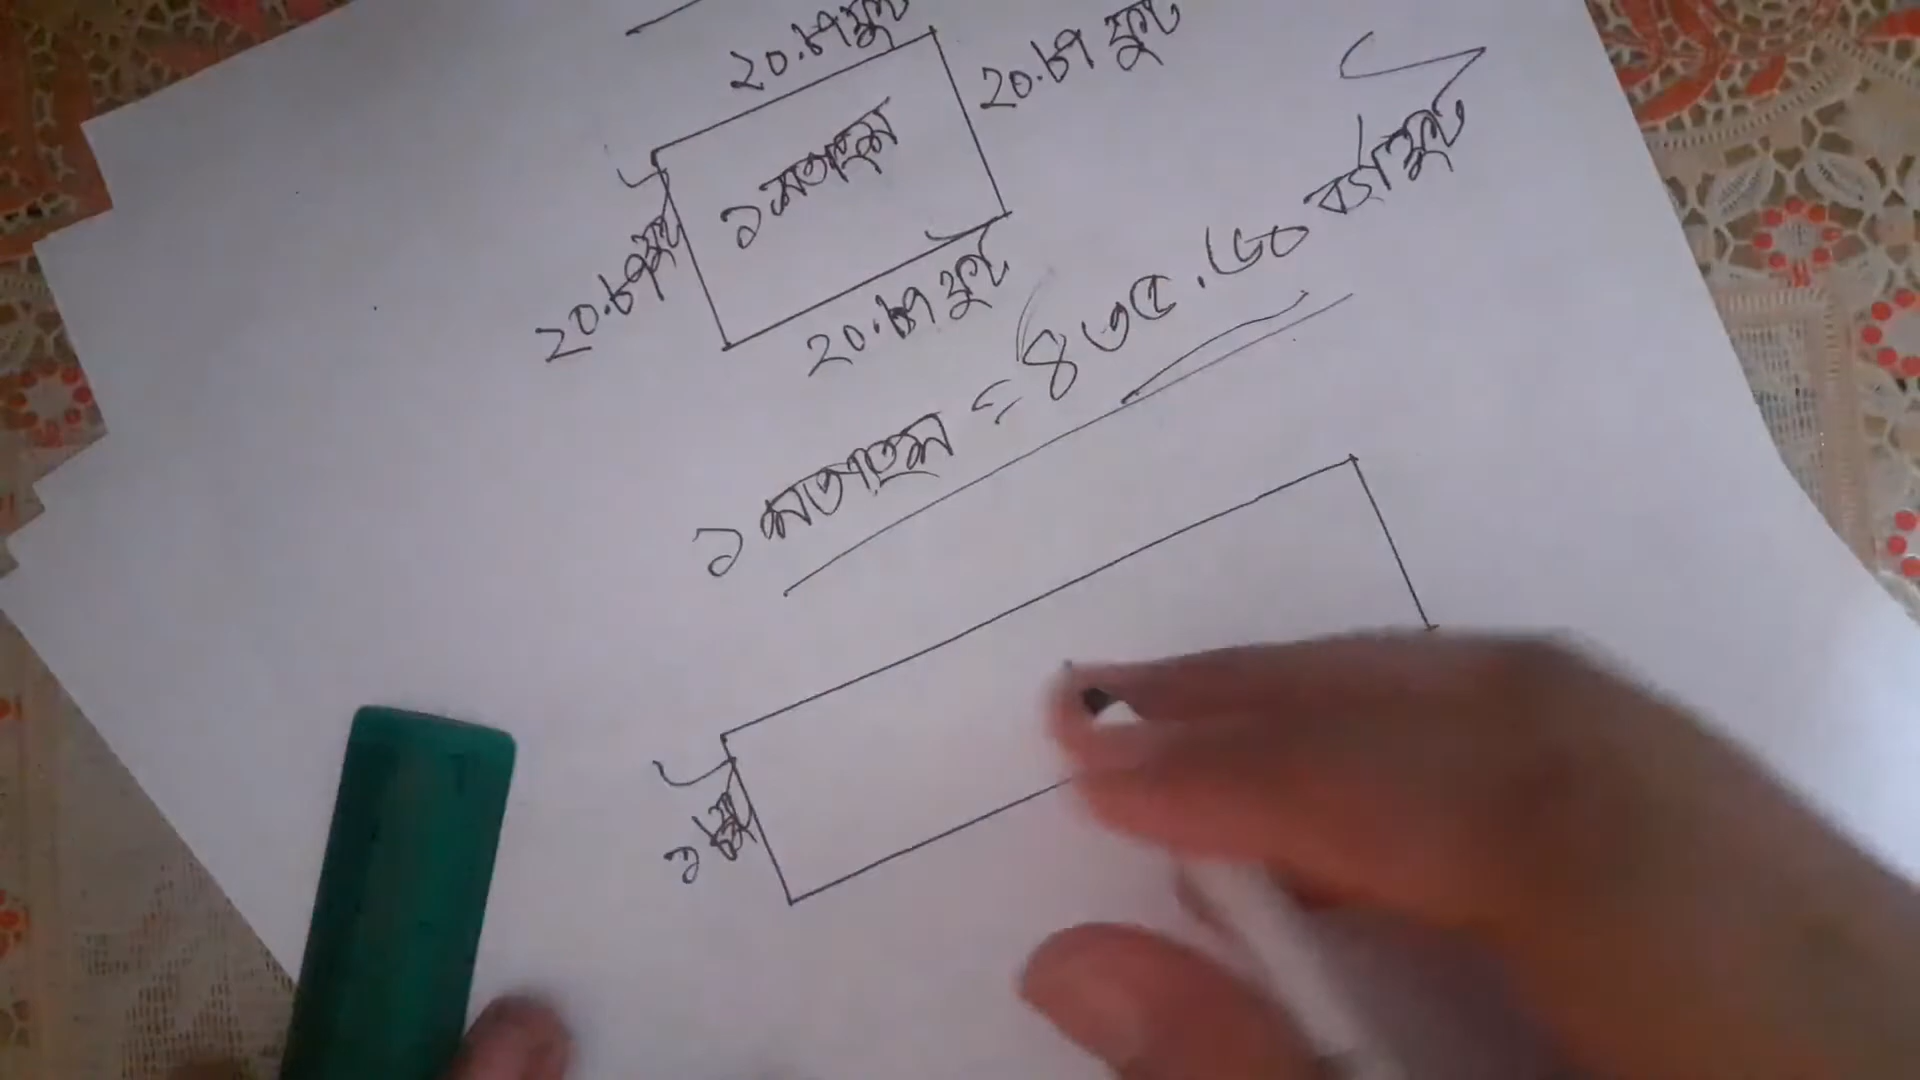 ২০.৮৭ ফুট
২০.৮৭ ফুট
১ শতাংশ
২০.৮৭ ফুট
২০.৮৭ ফুট
১ শতাংশ = ৪৩৫.৬০ বর্গফুট
১ ফুট